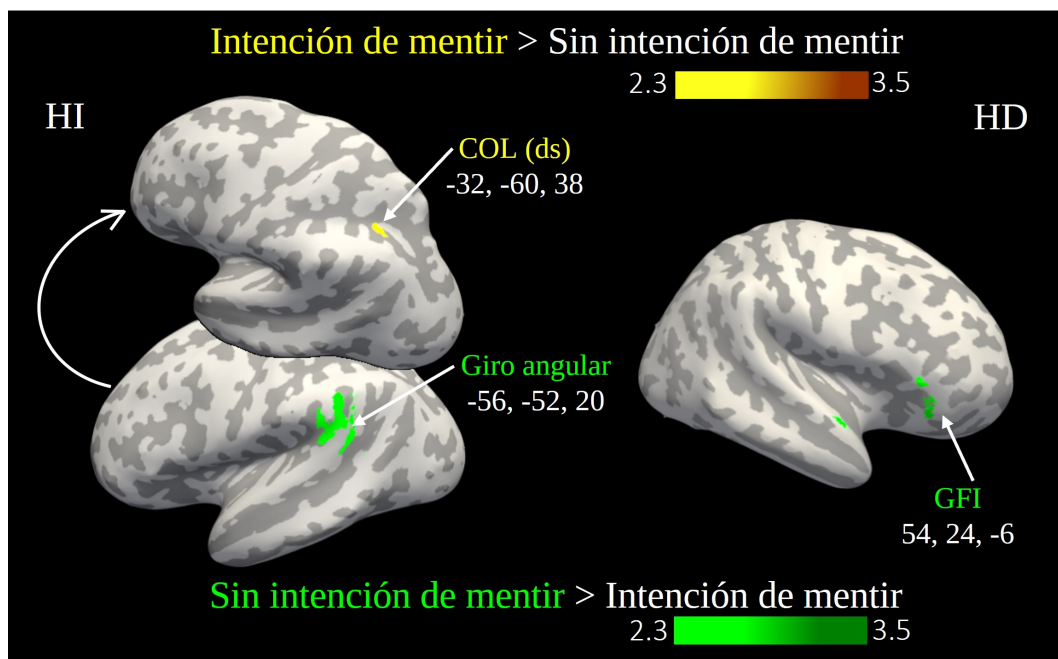 Intención de mentir > Sin intención de mentir
2.3 3.5
HI
HD
COL (ds)
-32, -60, 38
Giro angular
-56, -52, 20
GFI
54, 24, -6
Sin intención de mentir > Intención de mentir
2.3 3.5